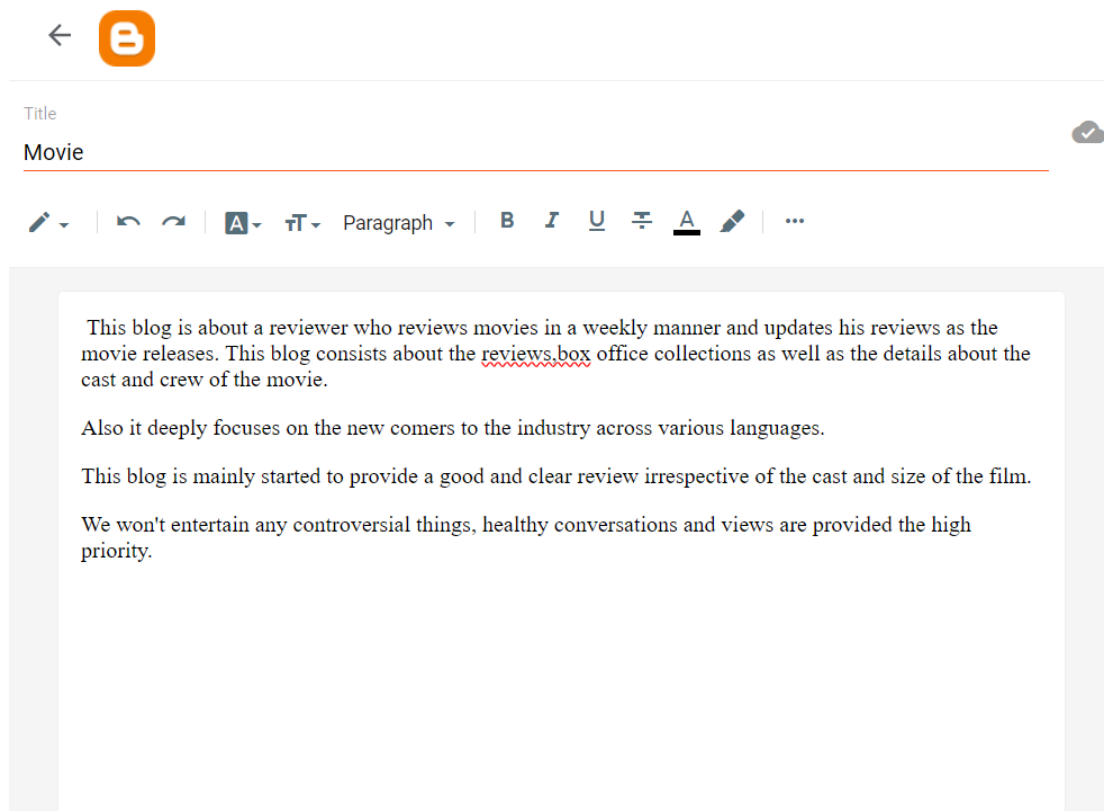 Title
Movie
Paragraph
B I U A
This blog is about a reviewer who reviews movies in a weekly manner and updates his reviews as the
movie releases. This blog consists about the reviews,box office collections as well as the details about the
cast and crew of the movie.
Also it deeply focuses on the new comers to the industry across various languages.
This blog is mainly started to provide a good and clear review irrespective of the cast and size of the film.
We won't entertain any controversial things, healthy conversations and views are provided the high
priority.